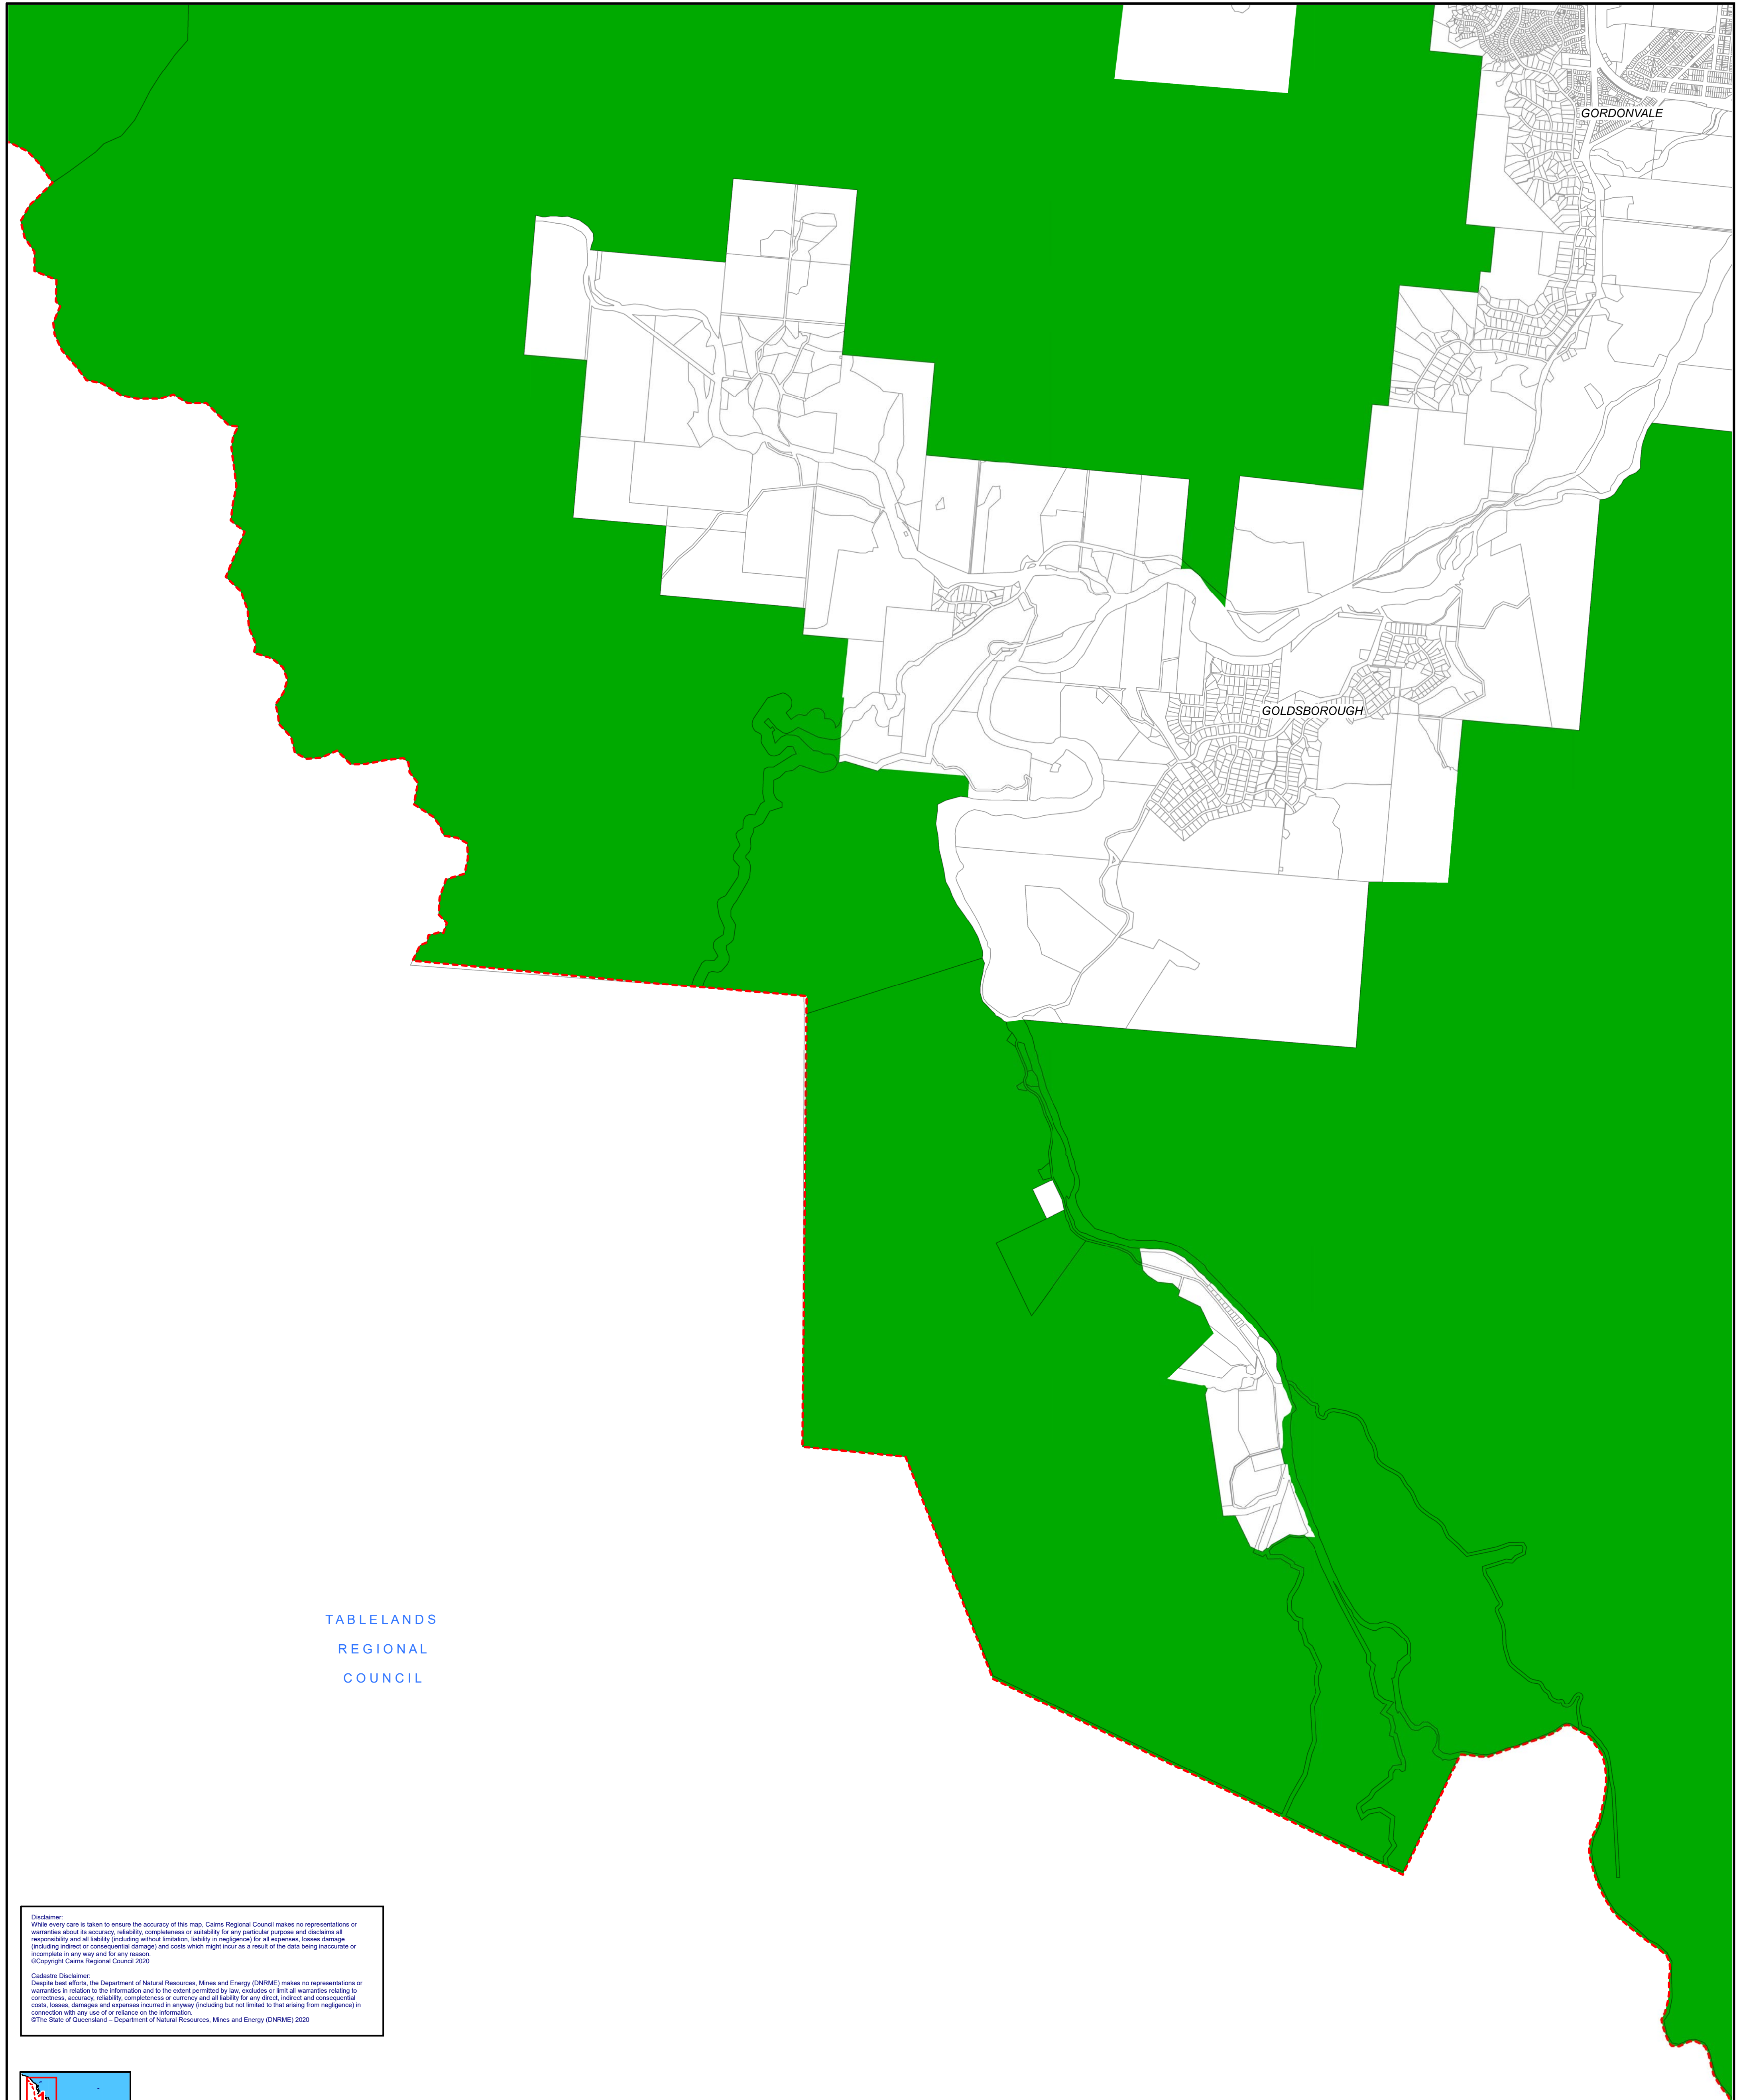 GORDONVALE
GOLDSBOROUGH
TABLELANDS
REGIONAL
COUNCIL
Disclaimer:
While every care is taken to ensure the accuracy of this map, Cairns Regional Council makes no representations or
warranties about its accuracy, reliability, completeness or suitability for any particular purpose and disclaims all
responsibility and all liability (including without limitation, liability in negligence) for all expenses, losses damage
(including indirect or consequential damage) and costs which might incur as a result of the data being inaccurate or
incomplete in any way and for any reason.
©Copyright Cairns Regional Council 2020
Cadastre Disclaimer:
Despite best efforts, the Department of Natural Resources, Mines and Energy (DNRME) makes no representations or
warranties in relation to the information and to the extent permitted by law, excludes or limit all warranties relating to
correctness, accuracy, reliability, completeness or currency and all liability for any direct, indirect and consequential
costs, losses, damages and expenses incurred in anyway (including but not limited to that arising from negligence) in
connection with any use of or reliance on the information.
©The State of Queensland – Department of Natural Resources, Mines and Energy (DNRME) 2020